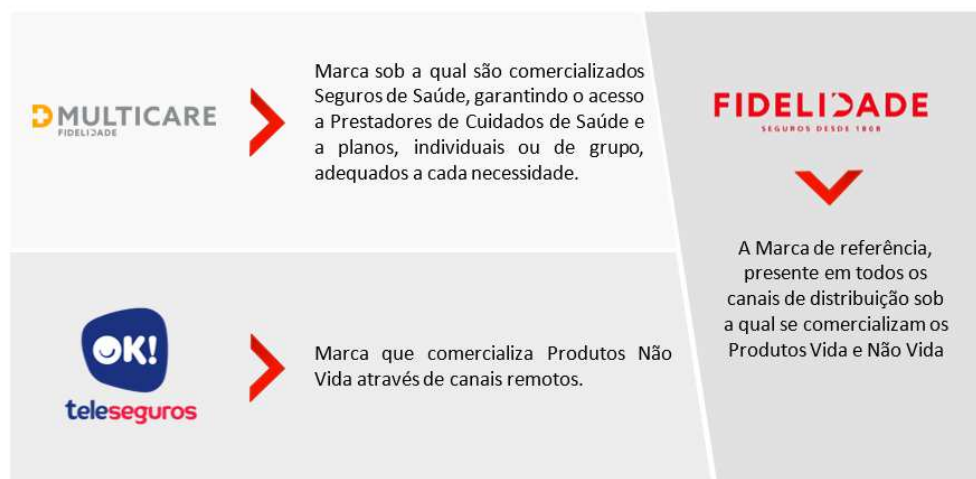 MULTICARE
FIDELIDADE
Marca sob a qual são comercializados
Seguros de Saúde, garantindo o acesso
a Prestadores de Cuidados de Saúde e
a planos, individuais ou de grupo,
adequados a cada necessidade.
OK!
teleseguros
Marca que comercializa Produtos Não
Vida através de canais remotos.
FIDELIDADE
SEGUROS DESDE 1808
A Marca de referência,
presente em todos os
canais de distribuição sob
a qual se comercializam os
Produtos Vida e Não Vida